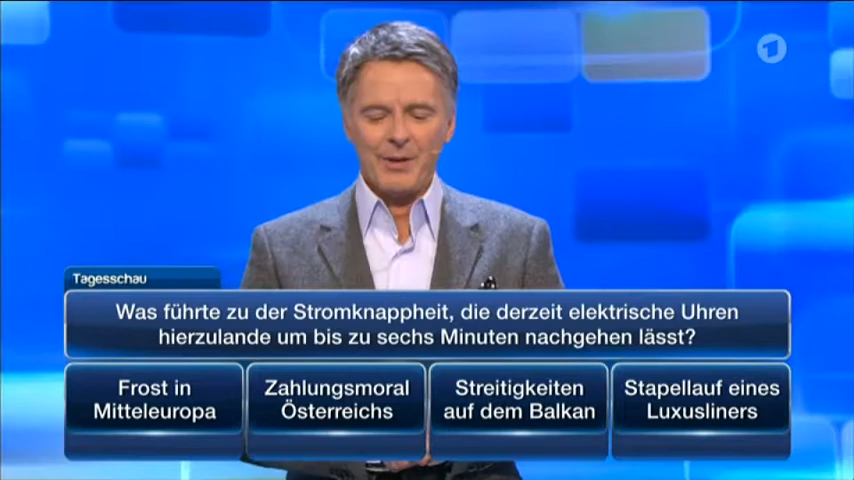 Tagesschau
Was führte zu der Stromknappheit, die derzeit elektrische Uhren
hierzulande um bis zu sechs Minuten nachgehen lässt?
Frost in
Mitteleuropa
Zahlungsmoral
Österreichs
Streitigkeiten
auf dem Balkan
Stapellauf eines
Luxusliners
1